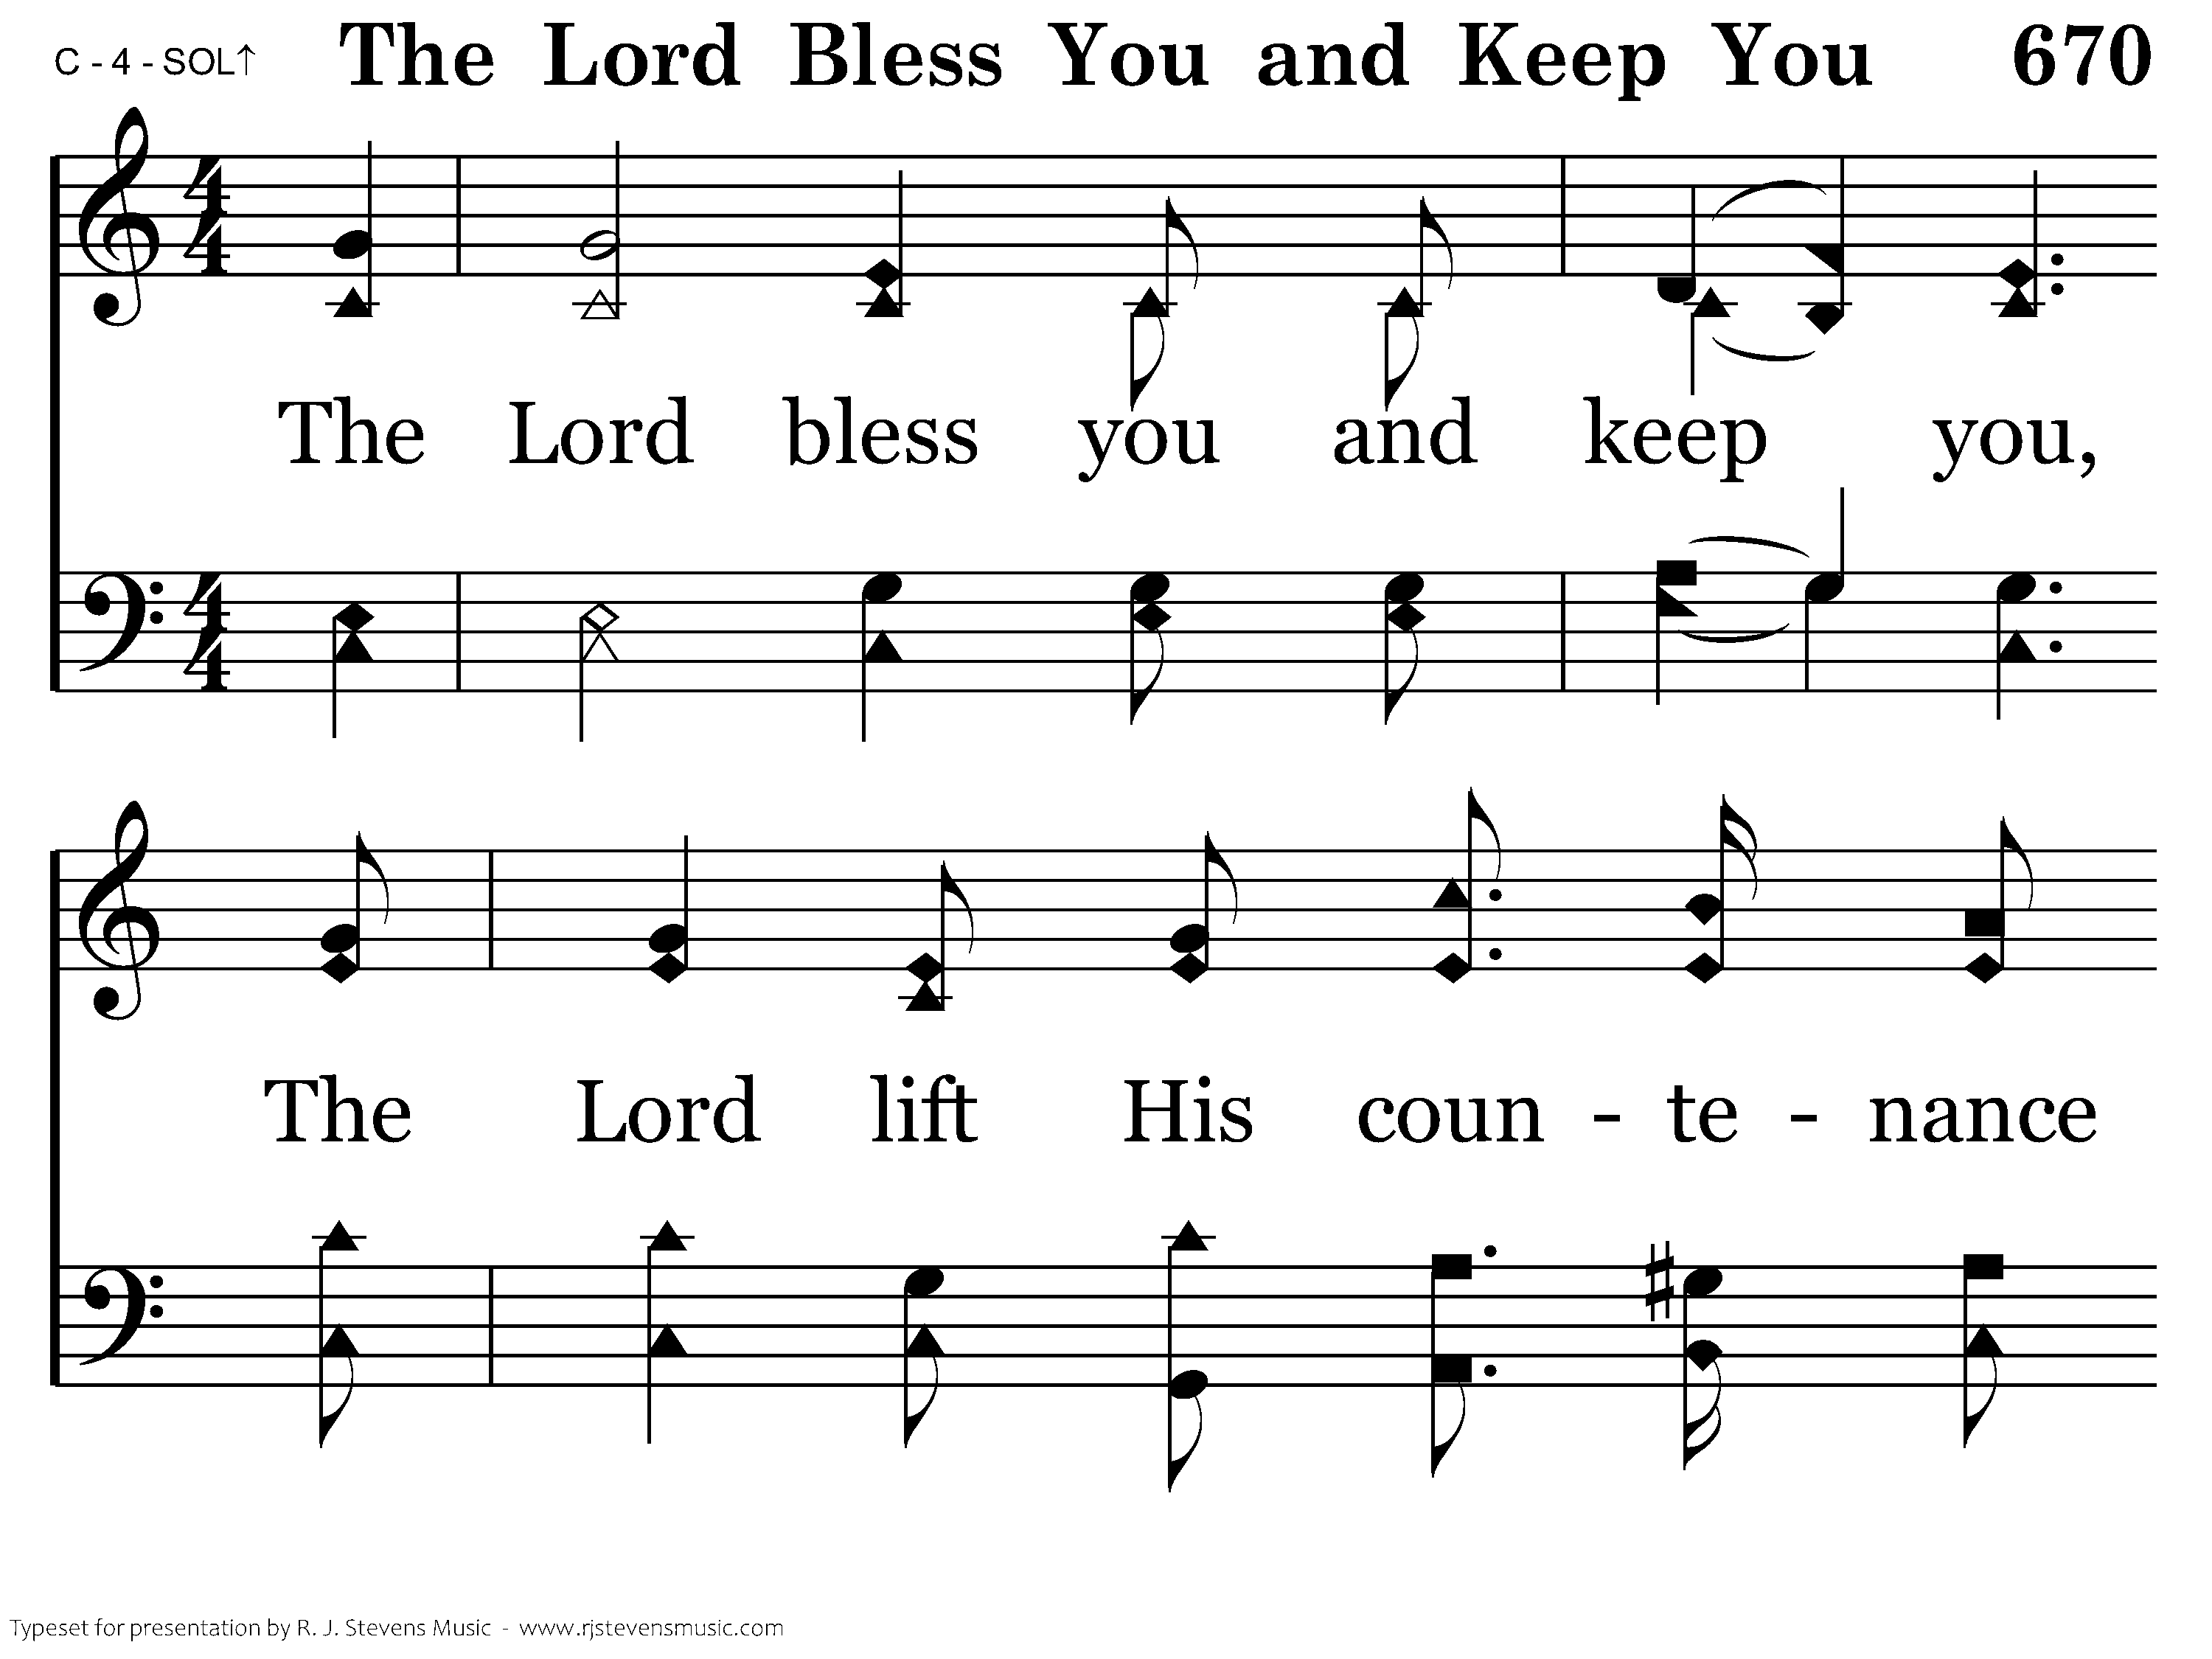 C - 4 - SOL↑ The Lord Bless You and Keep You 670
The Lord bless you and keep you,
The Lord lift His coun - te - nance
Typeset for presentation by R. J. Stevens Music - www.rjstevensmusic.com